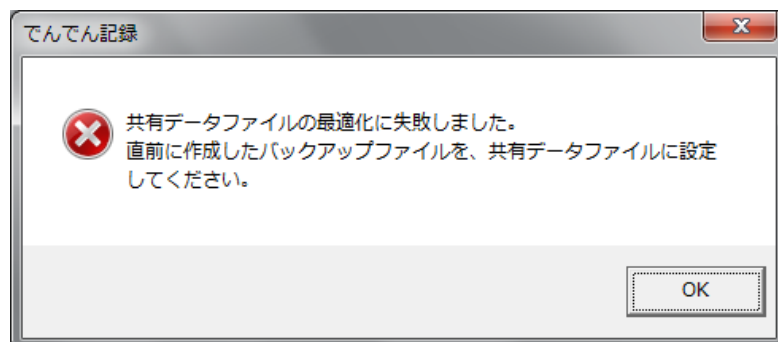 でんでん記録
共有データファイルの最適化に失敗しました。
直前に作成したバックアップファイルを、共有データファイルに設定
してください。
OK